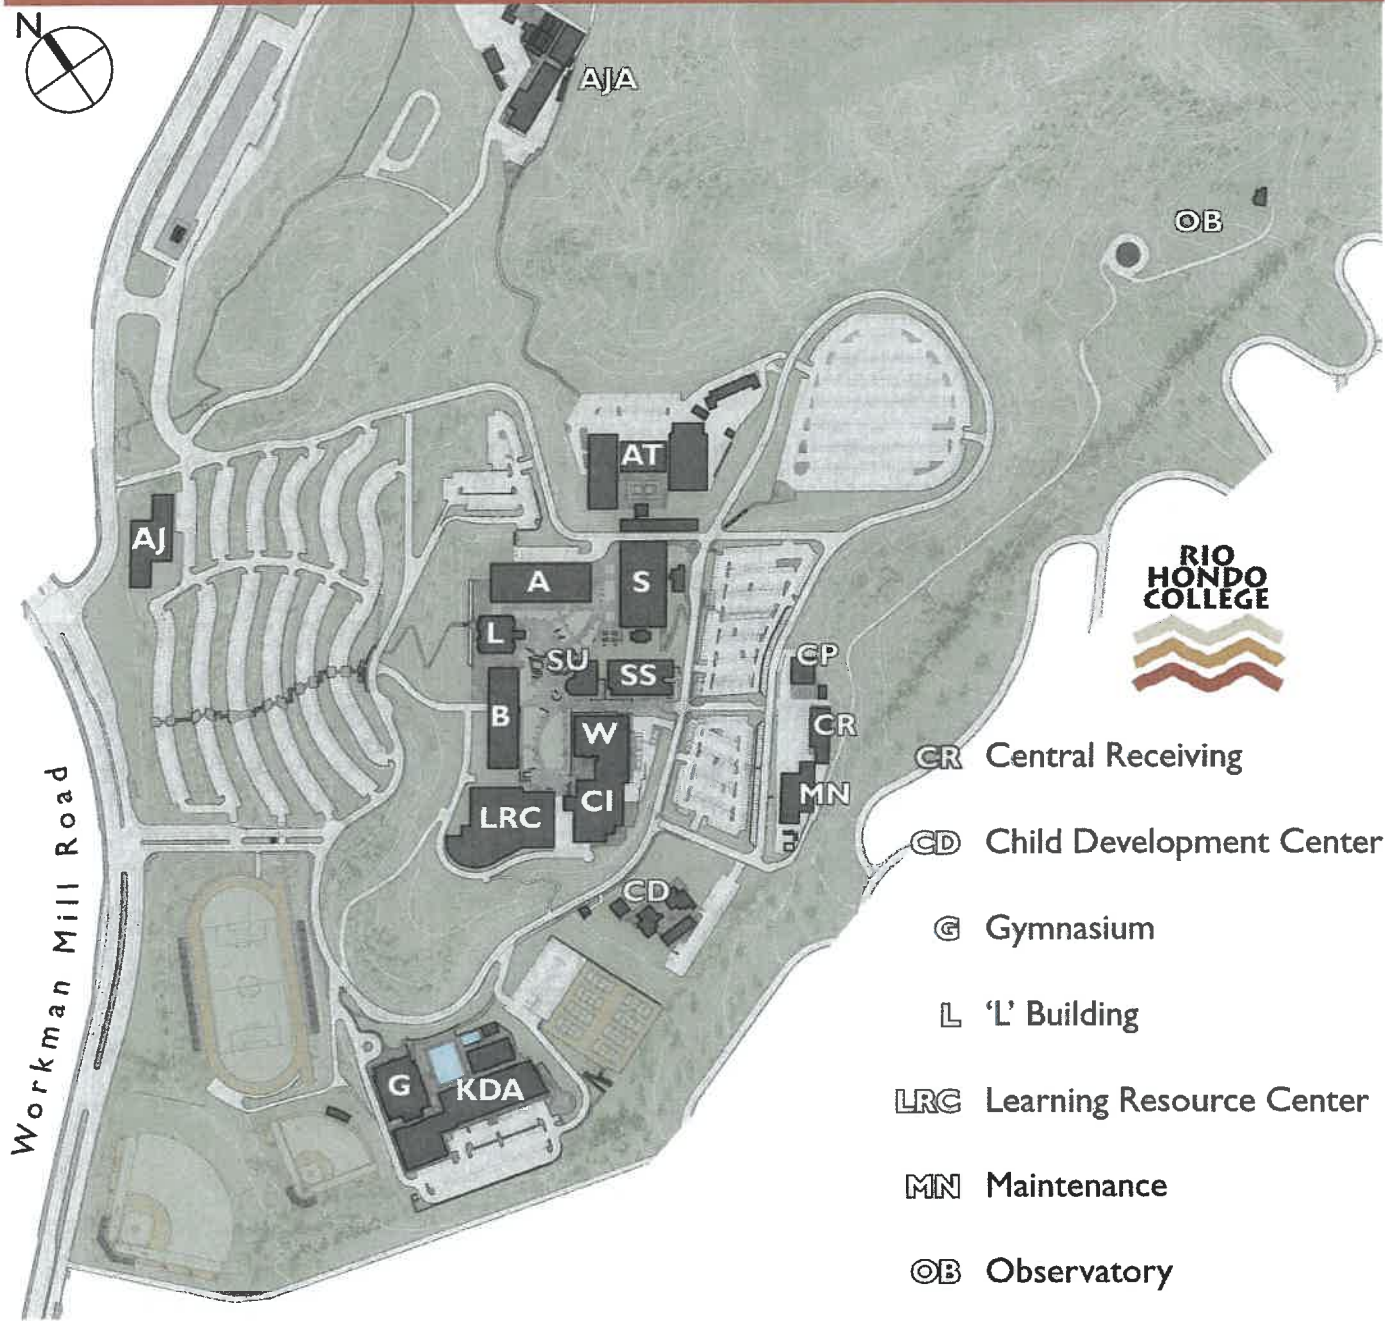 N
AJA
OB
AT
AJ
A
S
RIO
HONDO
COLLEGE
L
SU
SS
CP
B
W
CR
CR Central Receiving
MN
CI
LRC
Workman Mill Road
CD Child Development Center
CD
G Gymnasium
L ‘L’ Building
G
KDA
LRC Learning Resource Center
MN Maintenance
OB Observatory